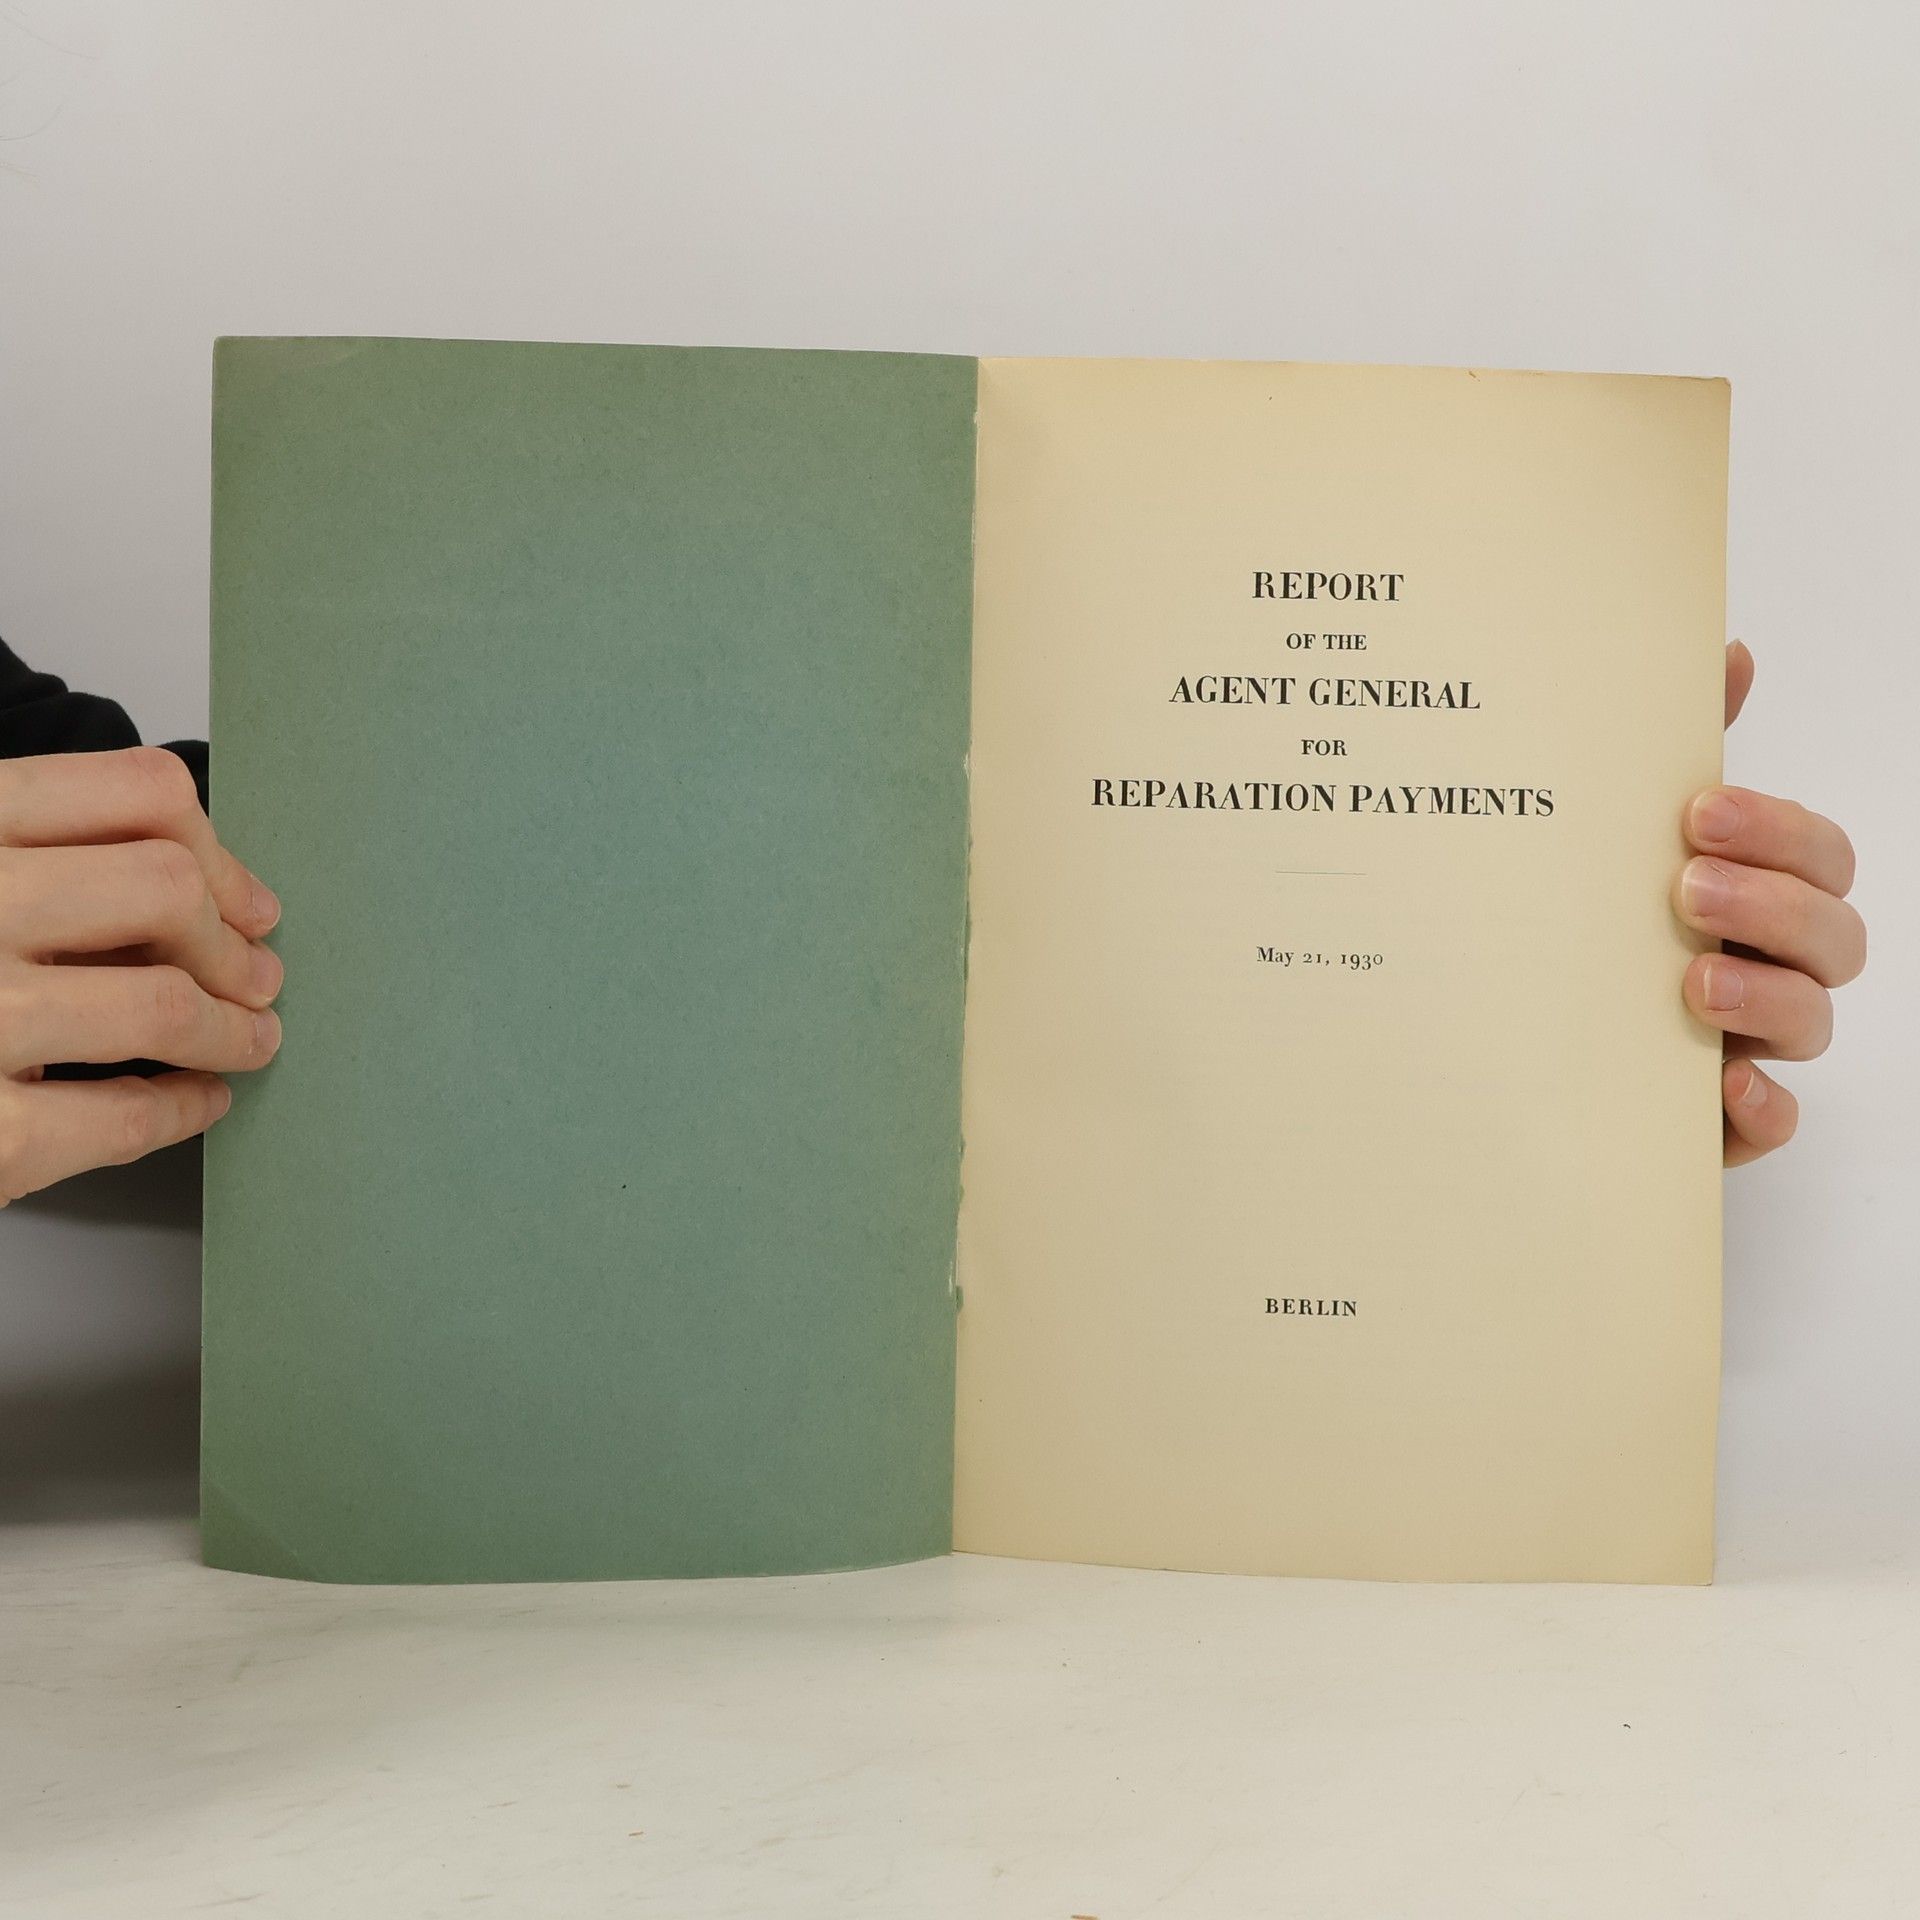 REPORT
OF THE
AGENT GENERAL
FOR
REPARATION PAYMENTS
May 21, 1930
BERLIN